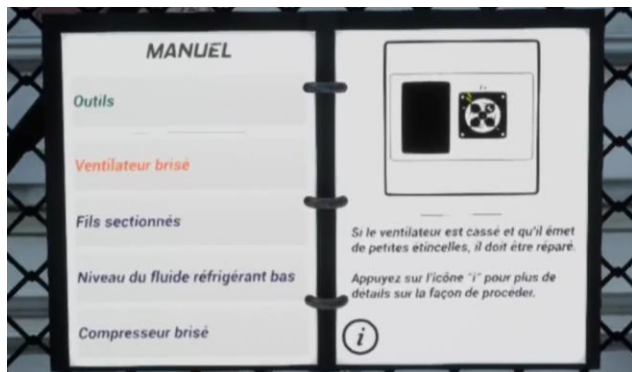 MANUEL
Outils
Ventilateur brisé
Fils sectionnés
Niveau du fluide réfrigérant bas
Compresseur brisé
Si le ventilateur est cassé et qu'il émet
de petites étincelles, il doit être réparé.
Appuyez sur l'icône "i" pour plus de
détails sur la façon de procéder.
i